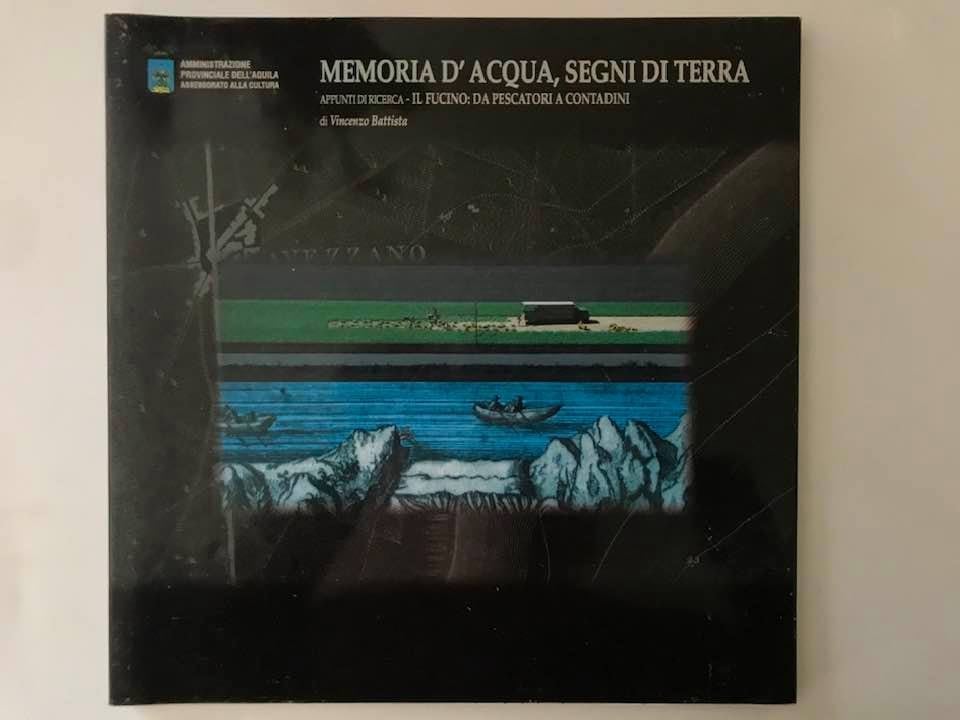 AMMINISTRAZIONE
PROVINCIALE DELL'AQUILA
ASSESSORATO ALLA CULTURA
MEMORIA D' ACQUA, SEGNI DI TERRA
APPUNTI DI RICERCA - IL FUCINO: DA PESCATORI A CONTADINI
di Vincenzo Battista
AVEZZANO